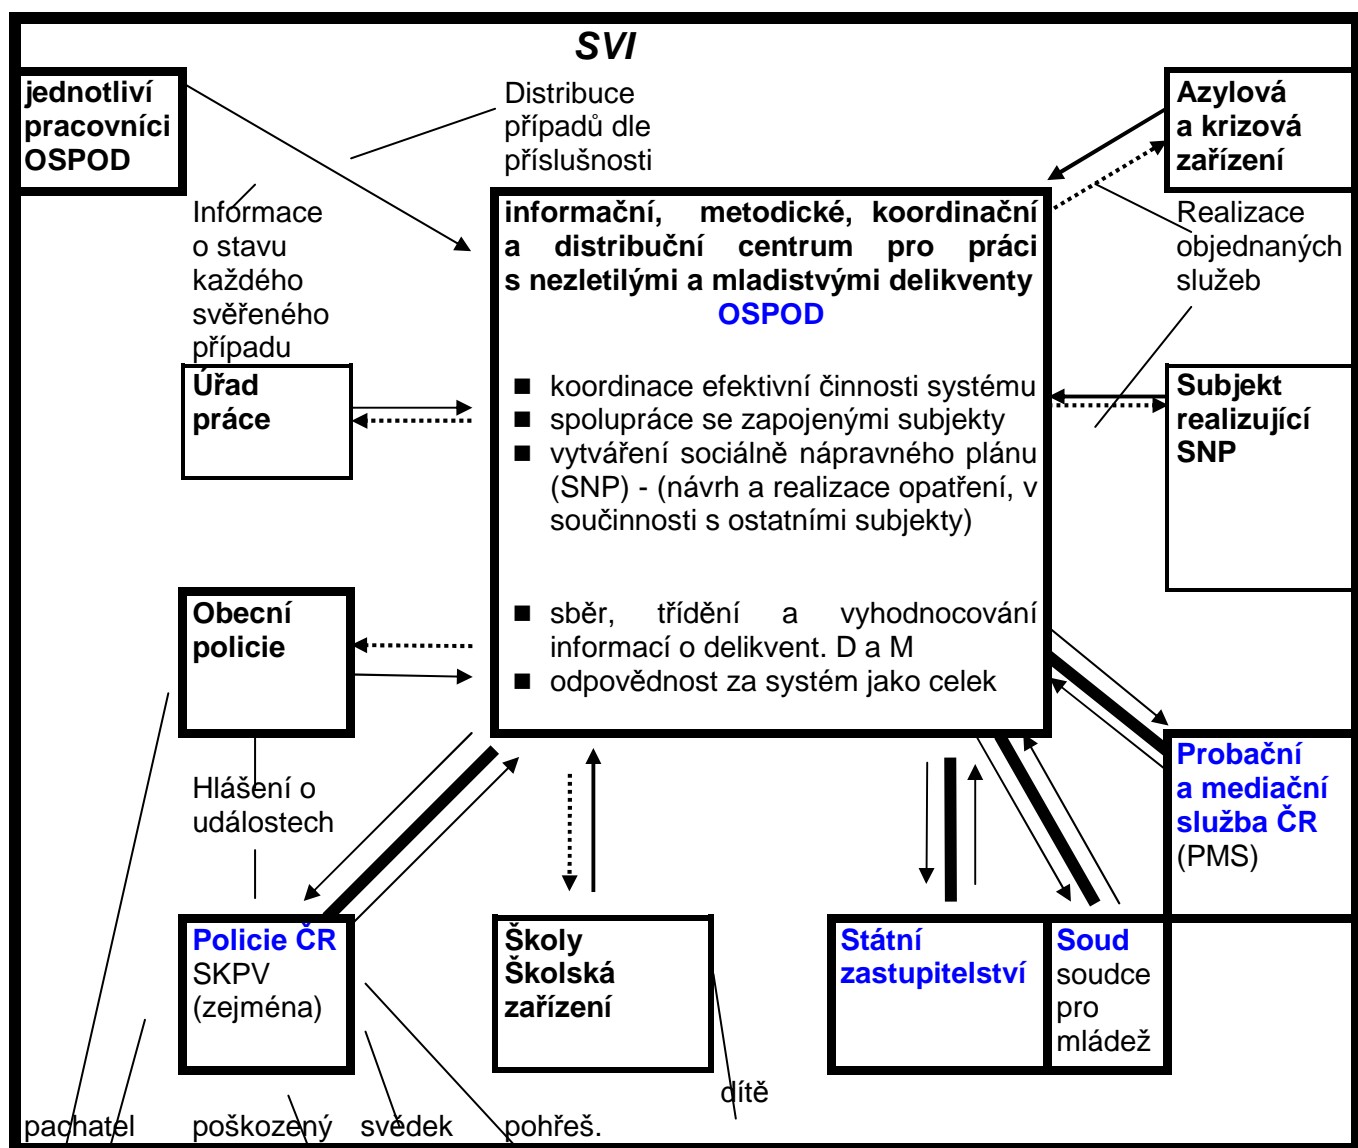 SVI
jednotliví
pracovníci
OSPOD
Distribuce
případů dle
příslušnosti
Azylová
a krizová
zařízení
Informace
o stavu
každého
svěřeného
případu
informační, metodické, koordinační
a distribuční centrum pro práci
s nezletilými a mladistvými delikventy
OSPOD
Realizace
objednaných
služeb
Úřad
práce
koordinace efektivní činnosti systému
spolupráce se zapojenými subjekty
vytváření sociálně nápravného plánu
(SNP) - (návrh a realizace opatření, v
součinnosti s ostatními subjekty)
Subjekt
realizující
SNP
Obecní
policie
sběr, třídění a vyhodnocování
informací o delikvent. D a M
odpovědnost za systém jako celek
Hlášení o
událostech
Probační
a mediační
služba ČR
(PMS)
Policie ČR
SKPV
(zejména)
Školy
Školská
zařízení
Státní
zastupitelství
Soud
soudce
pro
mládež
dítě
pachatel poškozený svědek pohřeš.